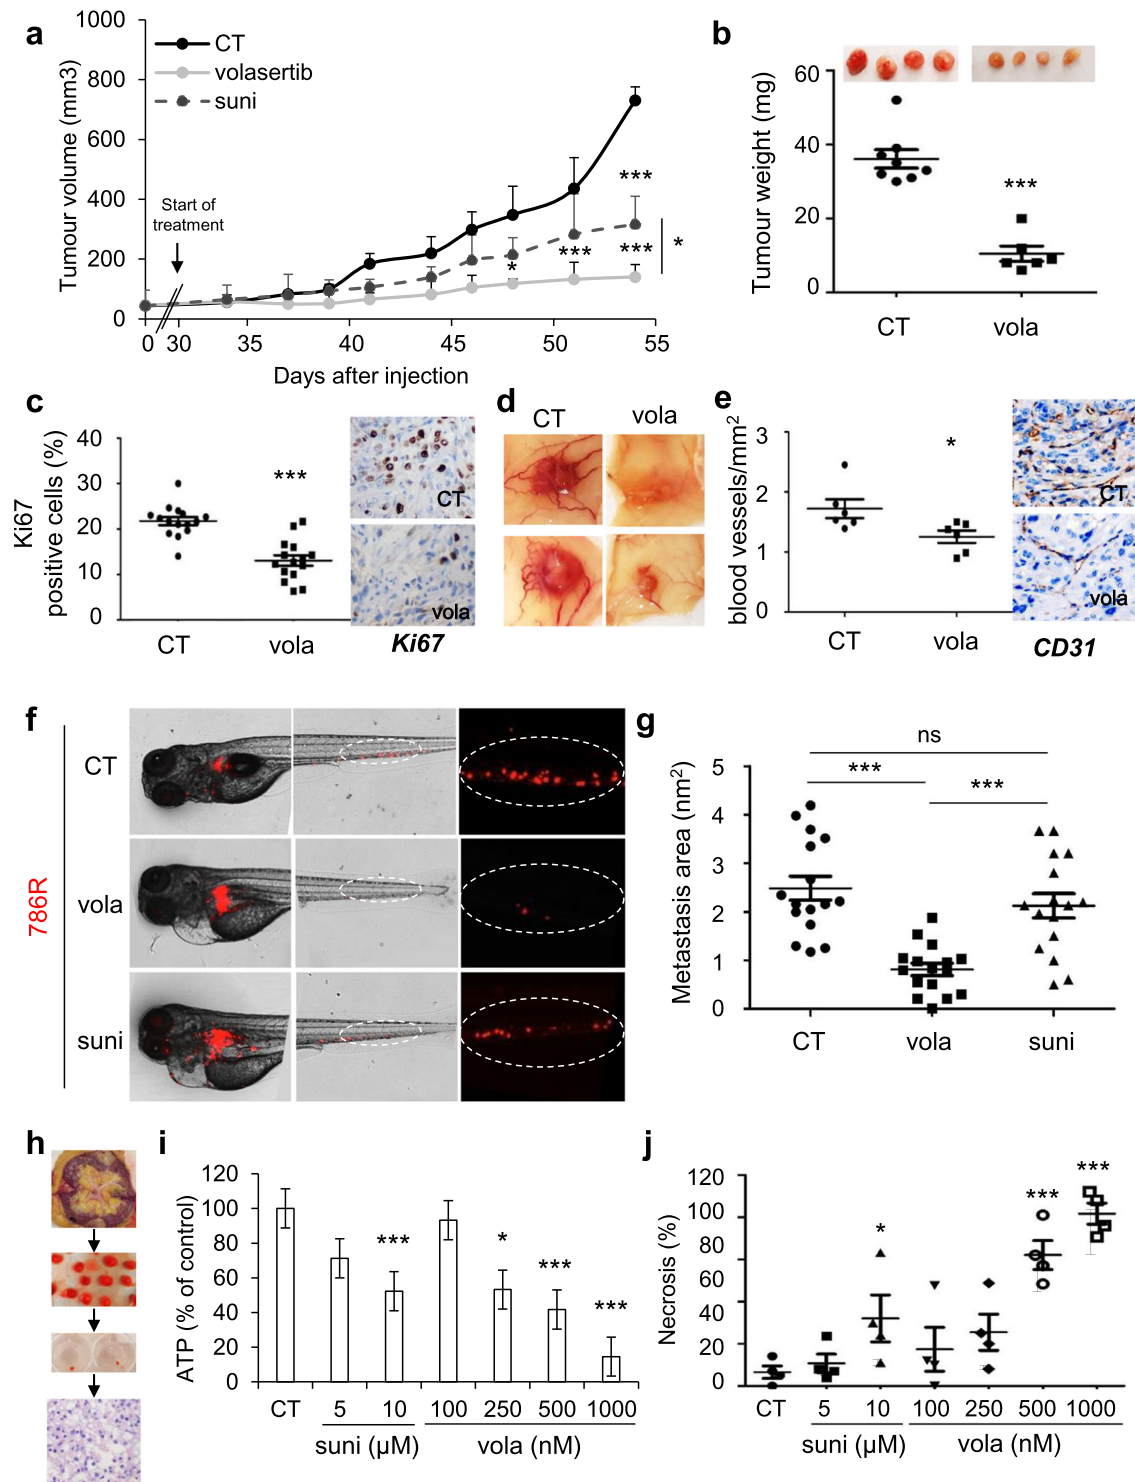 a
1000
800
600
400
200
0
Tumour volume (mm3)
CT
volasertib
suni
Start of
treatment
***
*
***
***
*
0 30 35 40 45 50 55
Days after injection
b
60
40
20
0
Tumour weight (mg)
***
CT vola
c
40
30
20
10
0
Ki67
positive cells (%)
***
CT vola
CT
vola
Ki67
d
CT vola
e
3
2
1
0
blood vessels/mm2
*
CT vola
CT
vola
CD31
f
786R
CT
vola
suni
g
ns
***
***
5
4
3
2
1
0
Metastasis area (nm2)
CT vola suni
h
i
120
100
80
60
40
20
0
ATP (% of control)
***
*
***
***
CT 5 10 100 250 500 1000
suni (µM) vola (nM)
j
120
100
80
60
40
20
0
Necrosis (%)
*
***
***
CT 5 10 100 250 500 1000
suni (µM) vola (nM)